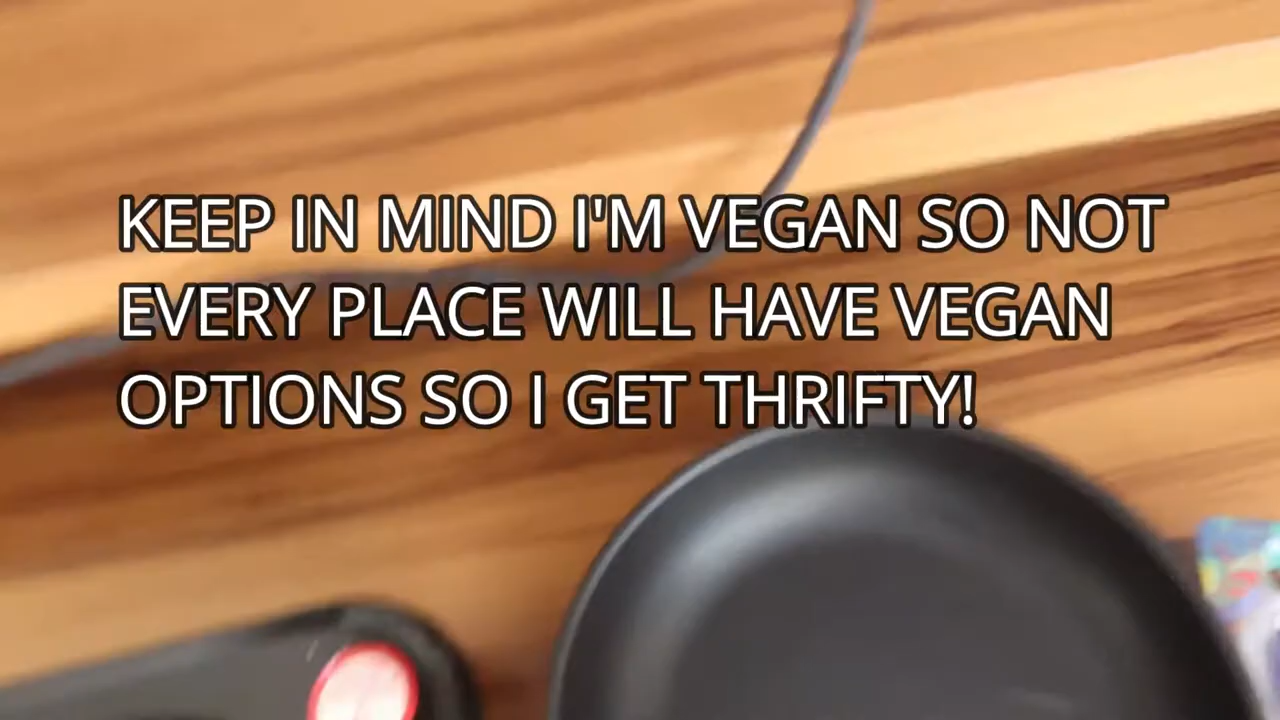 KEEP IN MIND I'M VEGAN SO NOT
EVERY PLACE WILL HAVE VEGAN
OPTIONS SO I GET THRIFTY!